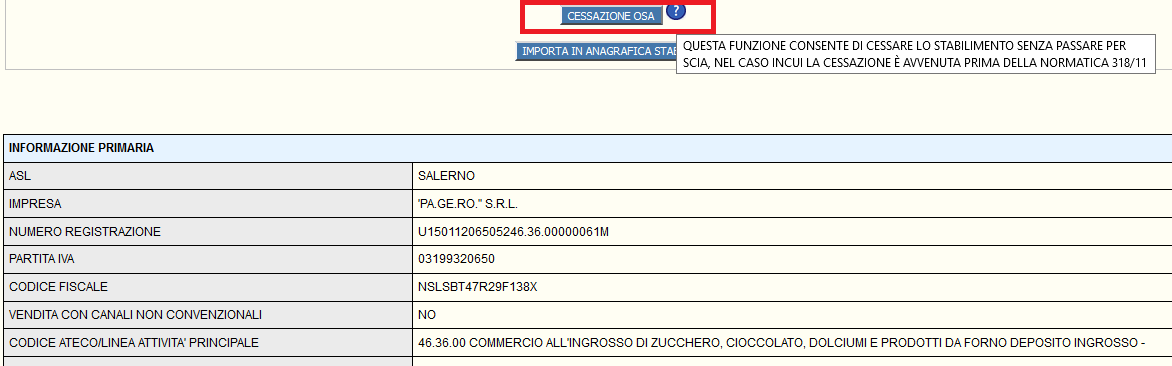 CESSAZIONE OSA
?
IMPORTA IN ANAGRAFICA STAB
QUESTA FUNZIONE CONSENTE DI CESSARE LO STABILIMENTO SENZA PASSARE PER
SCIA, NEL CASO INCUI LA CESSAZIONE È AVVENUTA PRIMA DELLA NORMATICA 318/11
INFORMAZIONE PRIMARIA
ASL SALERNO
IMPRESA 'PA.GE.RO." S.R.L.
NUMERO REGISTRAZIONE U15011206505246.36.00000061M
PARTITA IVA 03199320650
CODICE FISCALE NSLSBT47R29F138X
VENDITA CON CANALI NON CONVENZIONALI NO
CODICE ATECO/LINEA ATTIVITA' PRINCIPALE 46.36.00 COMMERCIO ALL'INGROSSO DI ZUCCHERO, CIOCCOLATO, DOLCIUMI E PRODOTTI DA FORNO DEPOSITO INGROSSO -